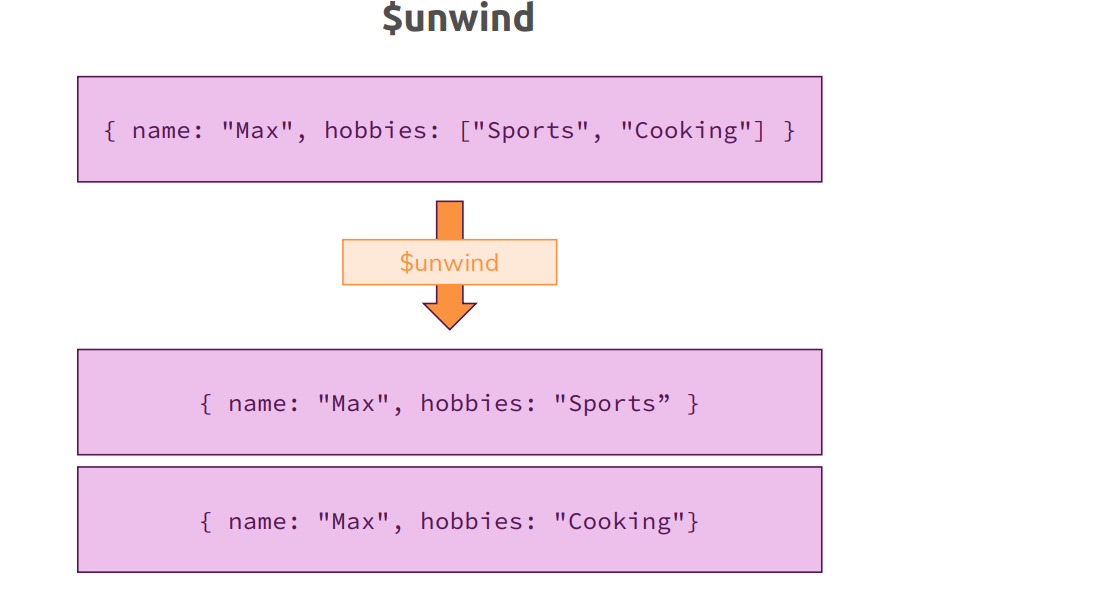 $unwind
{ name: "Max", hobbies: ["Sports", "Cooking"] }
$unwind
{ name: "Max", hobbies: "Sports” }
{ name: "Max", hobbies: "Cooking"}